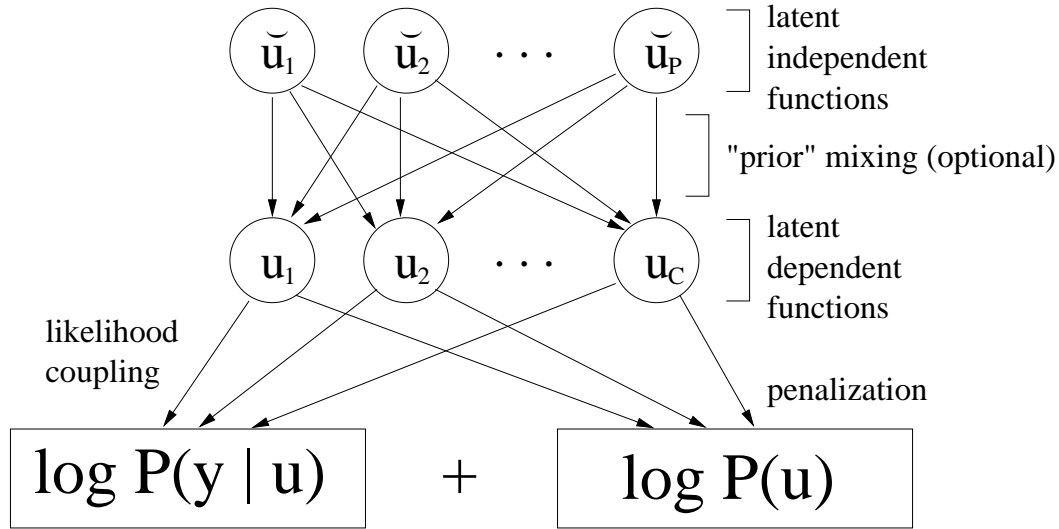 ŭ₁ ŭ₂ · · · ŭP
latent
independent
functions
"prior" mixing (optional)
u₁ u₂ · · · uC
latent
dependent
functions
likelihood
coupling
penalization
log P(y | u) + log P(u)